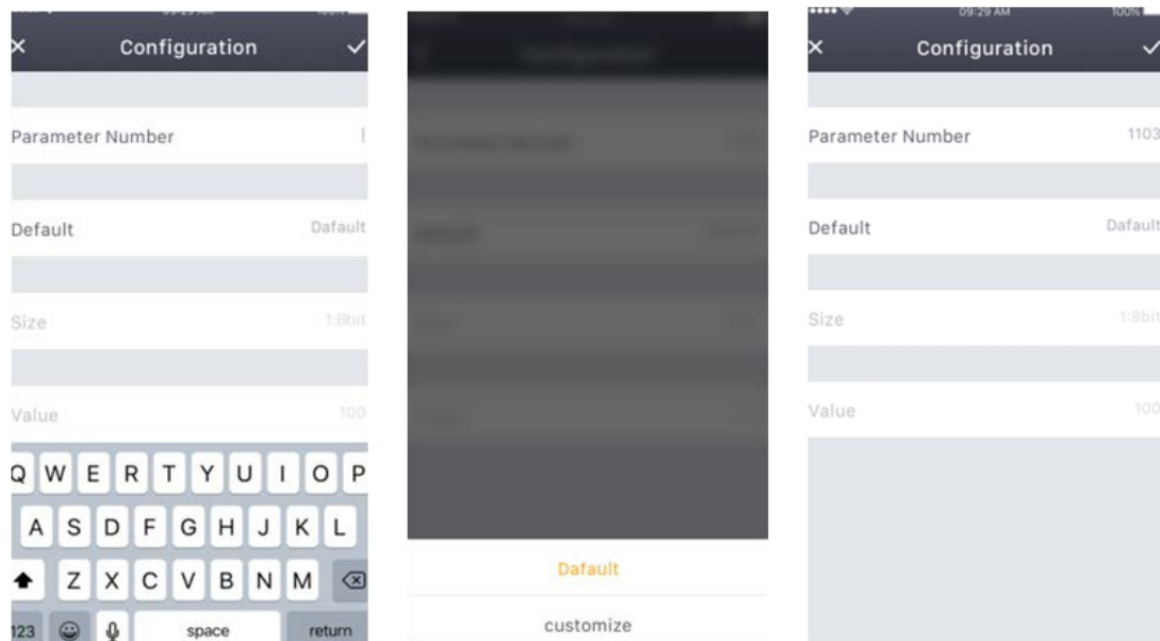 Configuration
Parameter Number
Default Dafault
Size 1:8bit
Value 100
Q W E R T Y U I O P
A S D F G H J K L
Z X C V B N M
123 space return
Dafault
customize
09:29 AM 100%
Configuration
Parameter Number 1103
Default Dafault
Size 1:8bit
Value 100